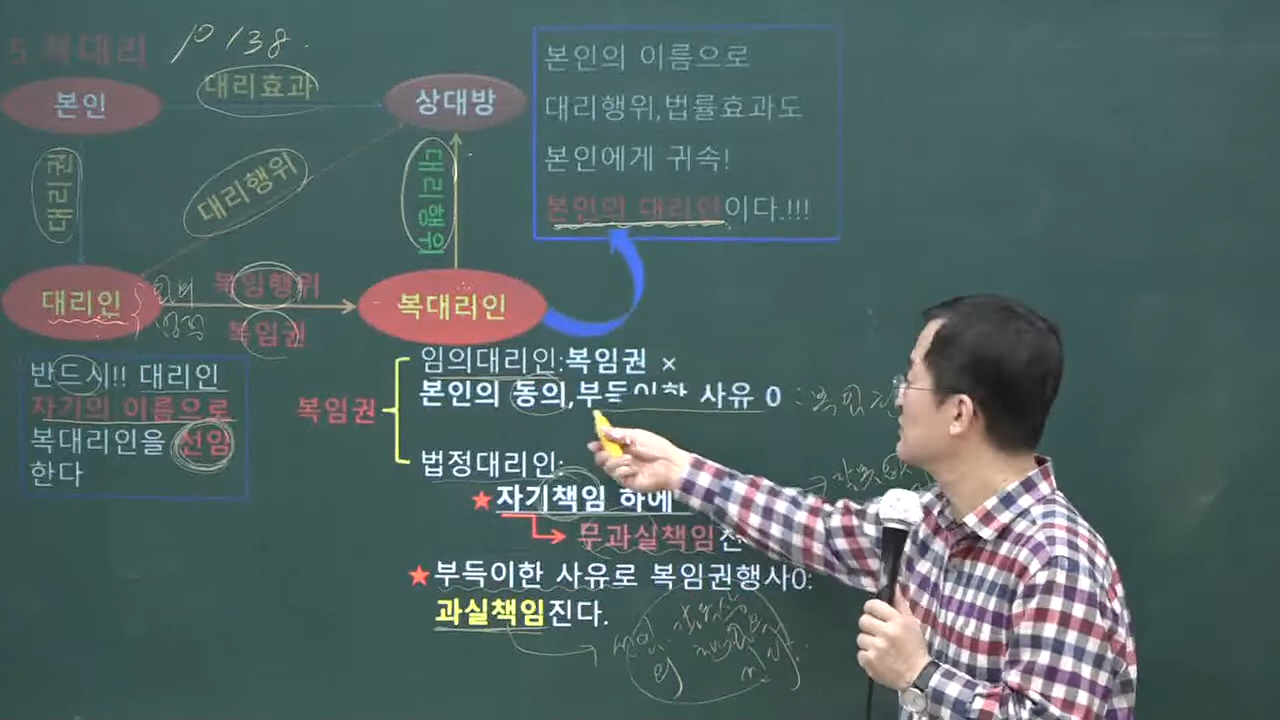 5 복대리 p 138.
본인
대리효과
상대방
대리권
대리행위
대리행위
대리인
임의
복임행위
복임권
복대리인
본인의 이름으로
대리행위,법률효과도
본인에게 귀속!
본인의 대리인이다.!!!
반드시!! 대리인
자기의 이름으로
복대리인을 선임
한다
복임권
임의대리인:복임권 ×
본인의 동의,부득이한 사유 0
법정대리인:
★자기책임 하에
무과실책임진
★부득이한 사유로 복임권행사0:
과실책임진다.